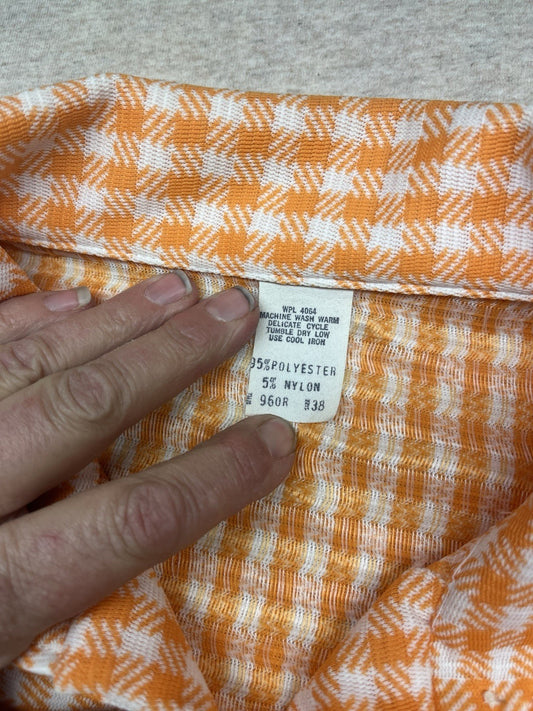 WPL 4064
MACHINE WASH WARM
DELICATE CYCLE
TUMBLE DRY LOW
USE COOL IRON
95% POLYESTER
5% NYLON
960R 38